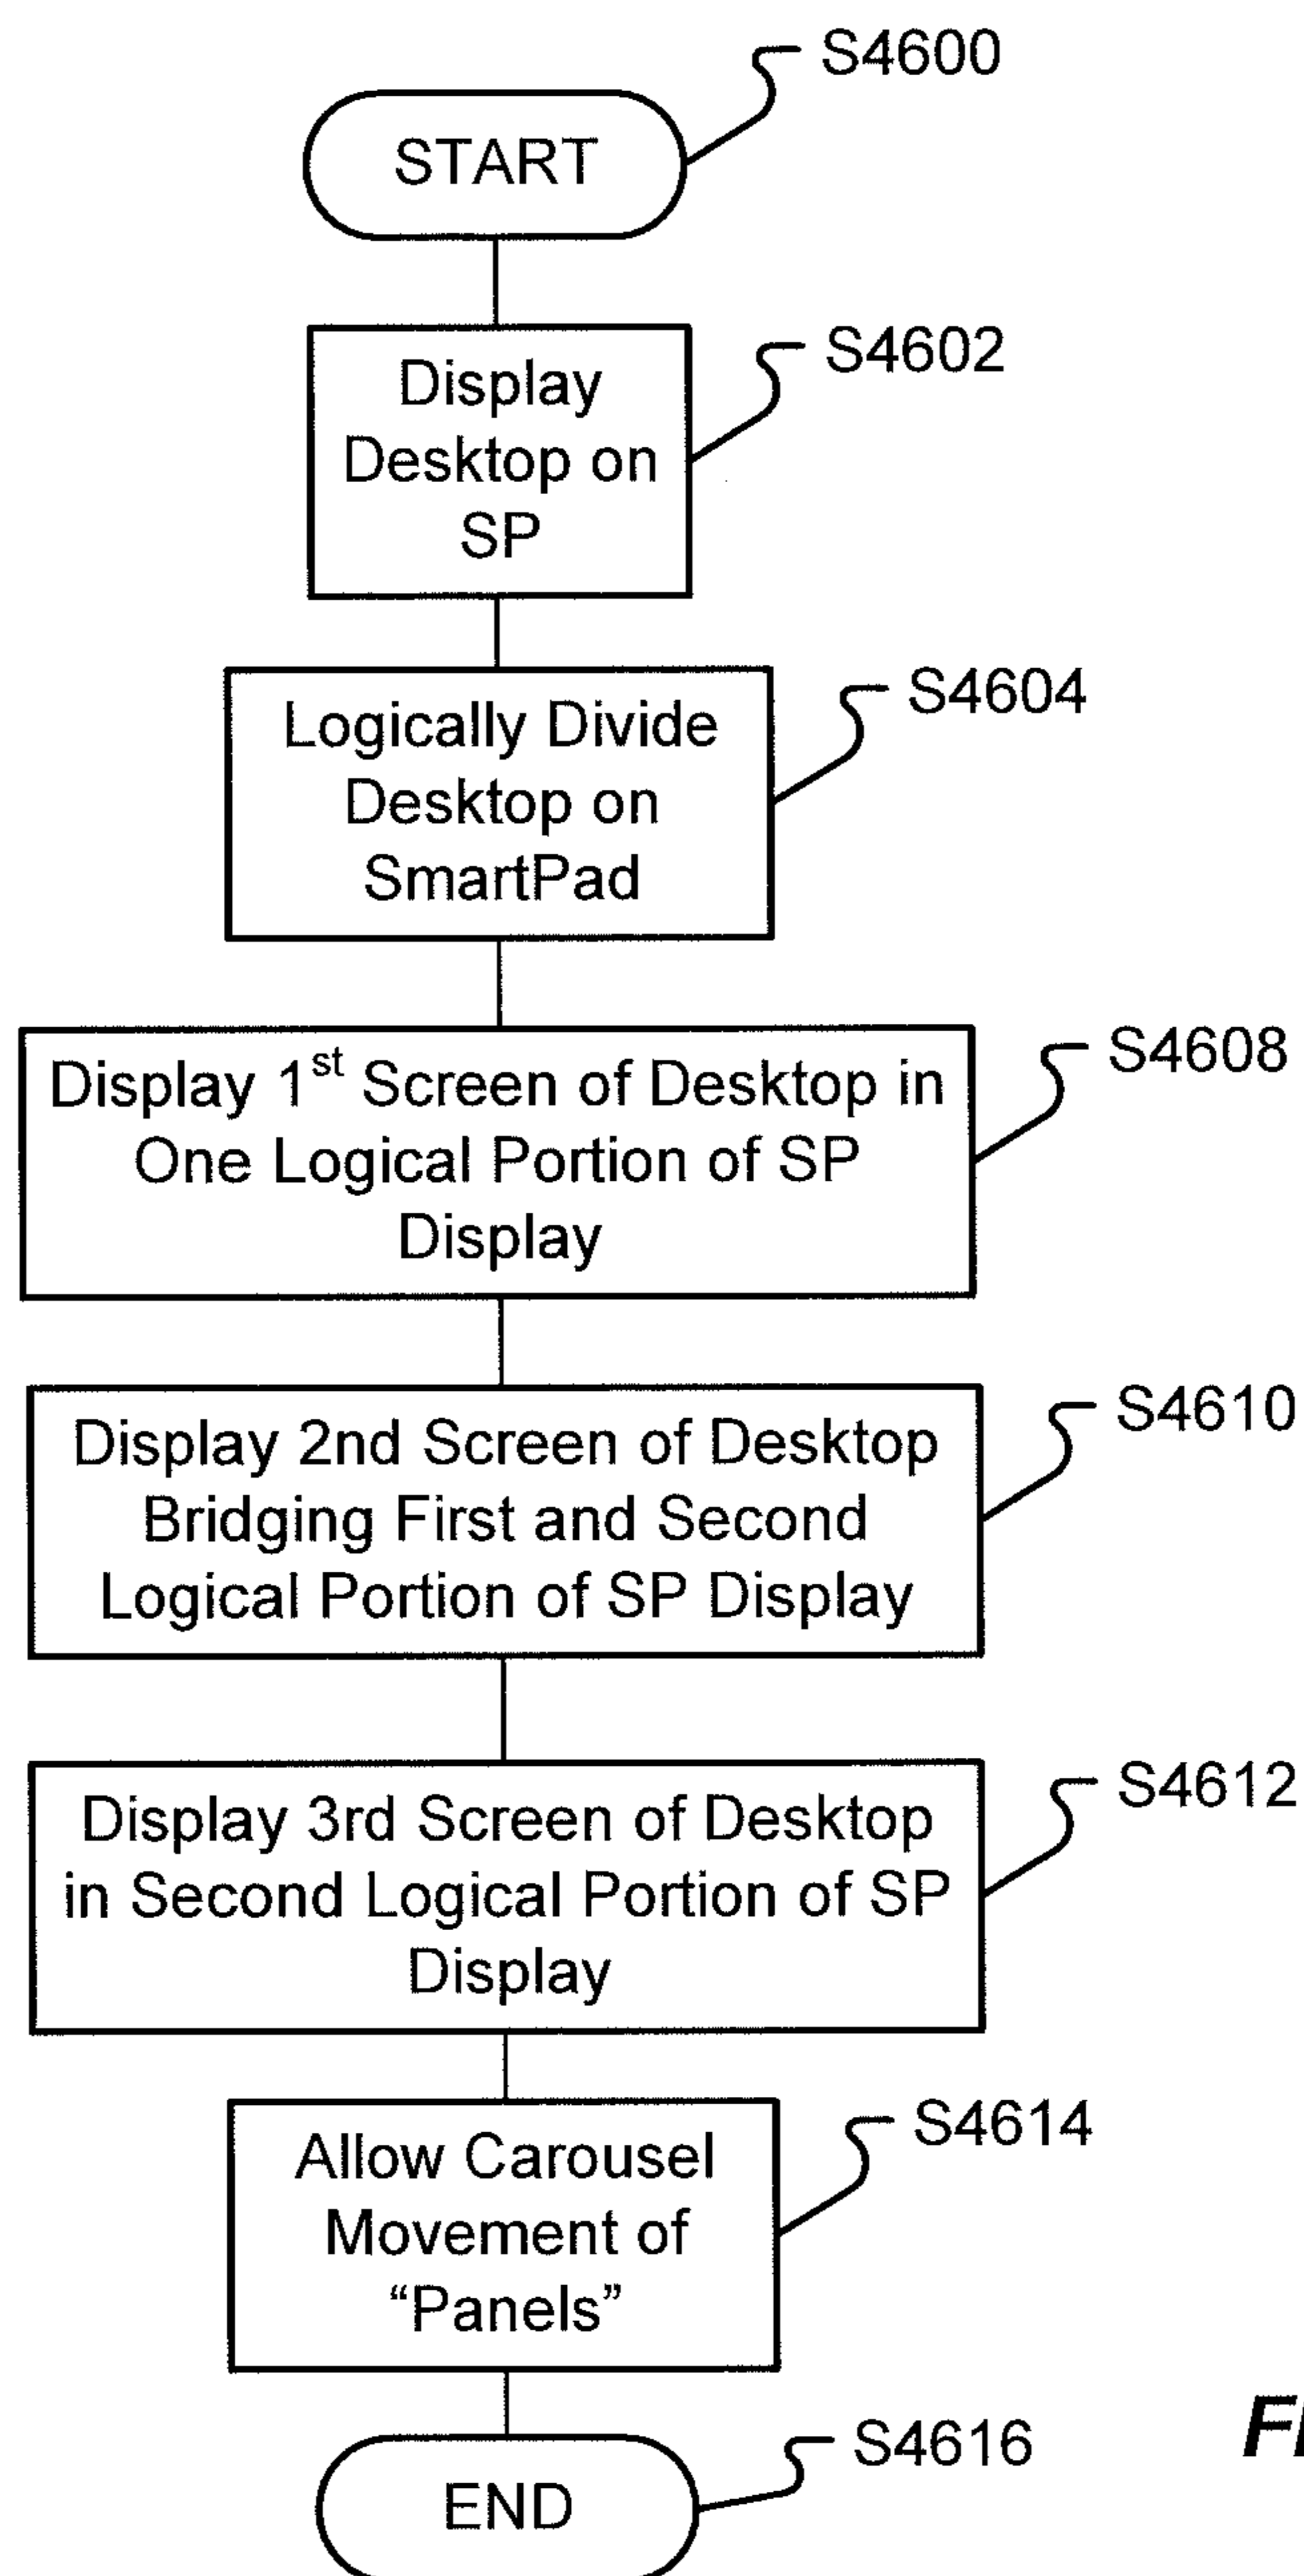 S4600
START
S4602
Display
Desktop on
SP
S4604
Logically Divide
Desktop on
SmartPad
S4608
Display 1st Screen of Desktop in
One Logical Portion of SP
Display
S4610
Display 2nd Screen of Desktop
Bridging First and Second
Logical Portion of SP Display
S4612
Display 3rd Screen of Desktop
in Second Logical Portion of SP
Display
S4614
Allow Carousel
Movement of
“Panels”
S4616
END